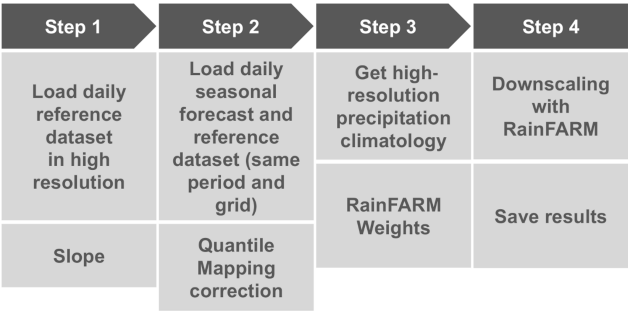 Step 1
Load daily
reference
dataset
in high
resolution
Slope
Step 2
Load daily
seasonal
forecast and
reference
dataset (same
period and
grid)
Quantile
Mapping
correction
Step 3
Get high-
resolution
precipitation
climatology
RainFARM
Weights
Step 4
Downscaling
with
RainFARM
Save results